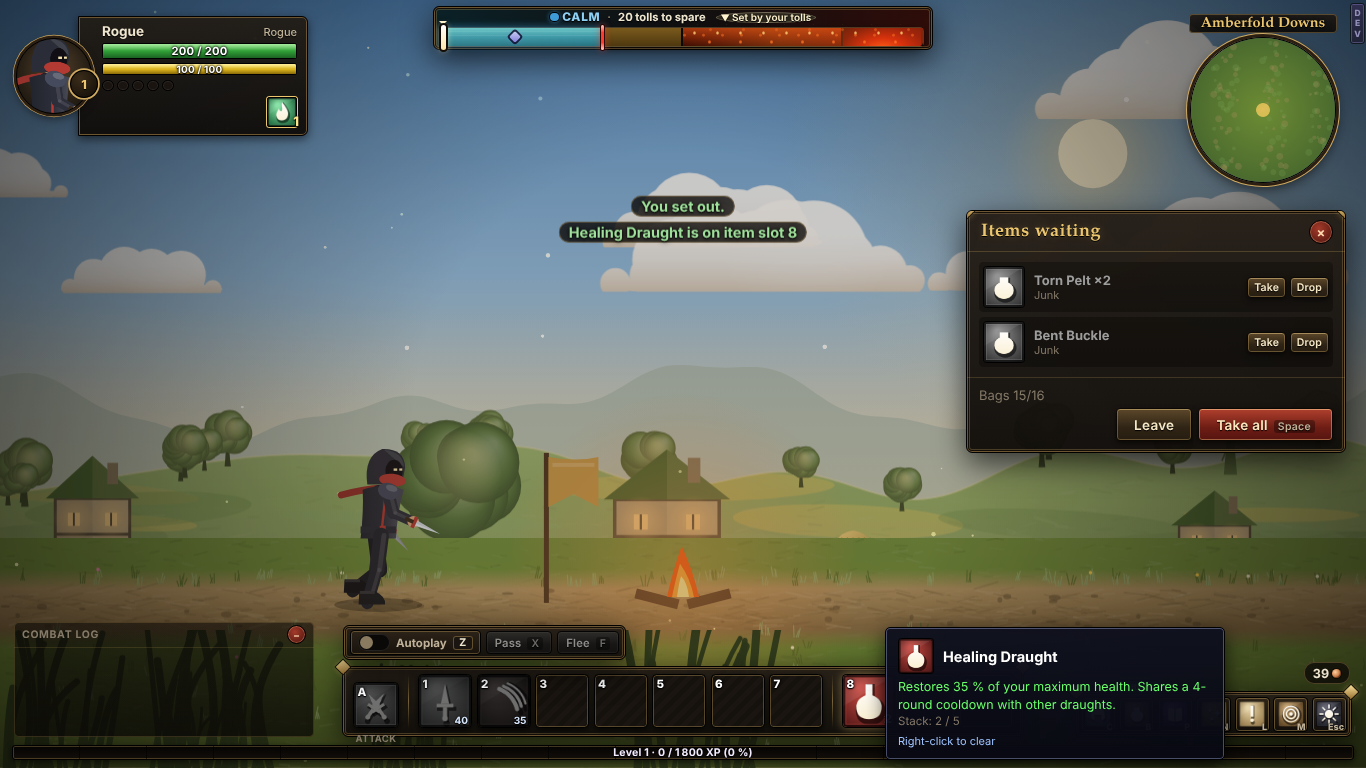 Rogue
Rogue
200 / 200
100 / 100
1
1
CALM · 20 tolls to spare ▼ Set by your tolls
Amberfold Downs
DEV
You set out.
Healing Draught is on item slot 8
Items waiting
×
Torn Pelt ×2
Junk
Take
Drop
Bent Buckle
Junk
Take
Drop
Bags 15/16
Leave
Take all Space
COMBAT LOG
–
Autoplay Z
Pass X
Flee F
A
ATTACK
1
40
2
35
3
4
5
6
7
8
Healing Draught
Restores 35 % of your maximum health. Shares a 4-
round cooldown with other draughts.
Stack: 2 / 5
Right-click to clear
39
L
M
Esc
Level 1 · 0 / 1800 XP (0 %)